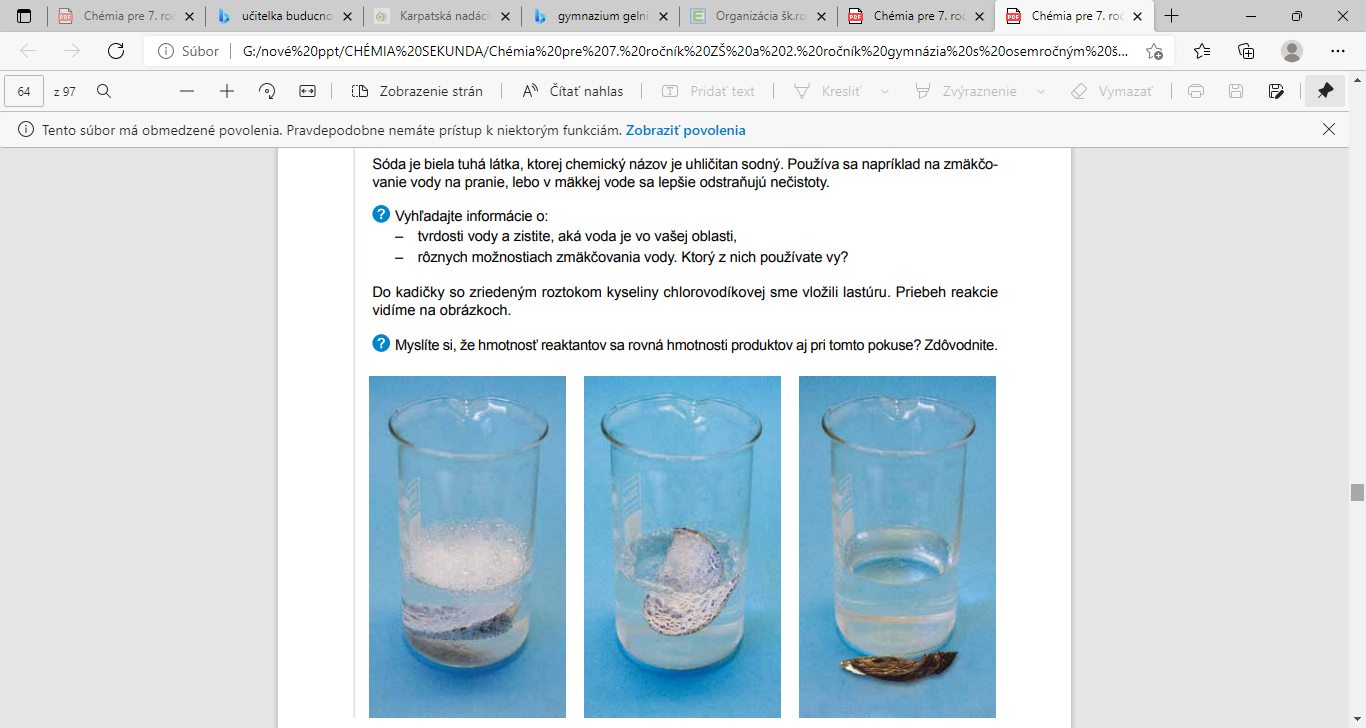 Chémia pre 7. roč
učitelka buducno
Karpatská nadáci
gymnazium gelni
Organizácia šk.ro
Chémia pre 7. roč
Chémia pre 7. roč
Súbor
G:/nové%20ppt/CHÉMIA%20SEKUNDA/Chémia%20pre%207.%20ročník%20ZŠ%20a%202.%20ročník%20gymnázia%20s%20osemročným%20š...
64
z 97
Zobrazenie strán
Čítať nahlas
Pridať text
Kresliť
Zvýraznenie
Vymazať
Tento súbor má obmedzené povolenia. Pravdepodobne nemáte prístup k niektorým funkciám. Zobraziť povolenia
Sóda je biela tuhá látka, ktorej chemický názov je uhličitan sodný. Používa sa napríklad na zmäkčo-
vanie vody na pranie, lebo v mäkkej vode sa lepšie odstraňujú nečistoty.
? Vyhľadajte informácie o:
– tvrdosti vody a zistite, aká voda je vo vašej oblasti,
– rôznych možnostiach zmäkčovania vody. Ktorý z nich používate vy?
Do kadičky so zriedeným roztokom kyseliny chlorovodíkovej sme vložili lastúru. Priebeh reakcie
vidíme na obrázkoch.
? Myslíte si, že hmotnosť reaktantov sa rovná hmotnosti produktov aj pri tomto pokuse? Zdôvodnite.